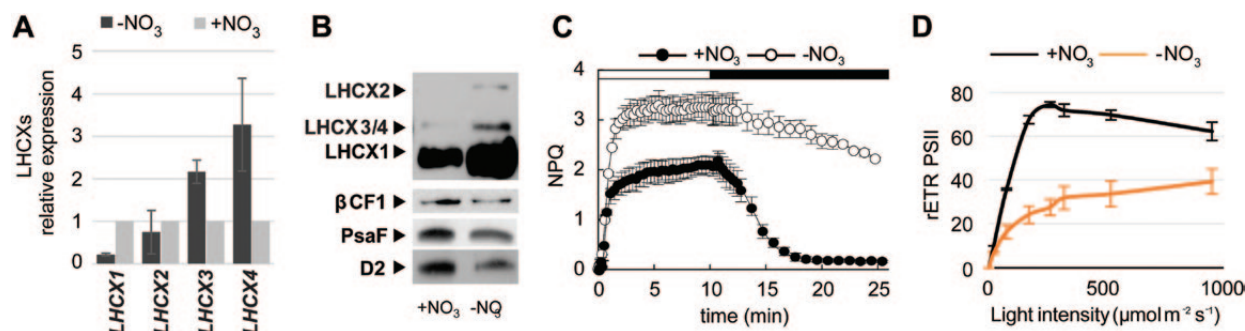 A
-NO3 +NO3
LHCXs
relative expression
5
4
3
2
1
0
LHCX1
LHCX2
LHCX3
LHCX4
B
LHCX2
LHCX3/4
LHCX1
βCF1
PsaF
D2
+NO3 -NO3
C
+NO3 -NO3
NPQ
4
3
2
1
0
0 5 10 15 20 25
time (min)
D
+NO3 -NO3
rETR PSII
80
60
40
20
0
0 500 1000
Light intensity (µmol m-2 s-1)